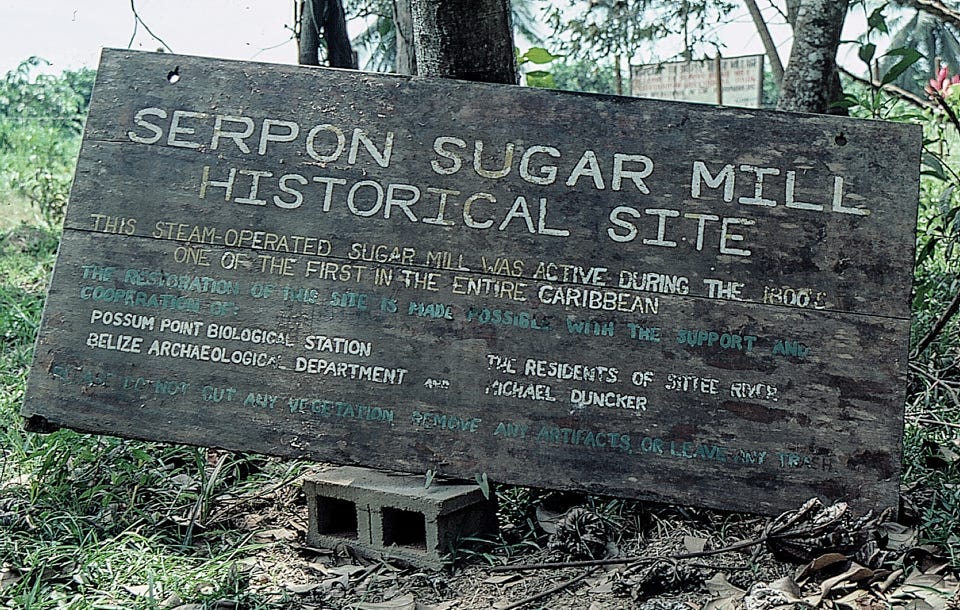 SERPON SUGAR MILL
HISTORICAL SITE
THIS STEAM-OPERATED SUGAR MILL WAS ACTIVE DURING THE 1800'S
ONE OF THE FIRST IN THE ENTIRE CARIBBEAN
THE RESTORATION OF THIS SITE IS MADE POSSIBLE WITH THE SUPPORT AND
COOPERATION OF:
POSSUM POINT BIOLOGICAL STATION
THE RESIDENTS OF SITTEE RIVER
BELIZE ARCHAEOLOGICAL DEPARTMENT AND MICHAEL DUNCKER
DO NOT CUT ANY VEGETATION, REMOVE ANY ARTIFACTS, OR LEAVE ANY TRASH